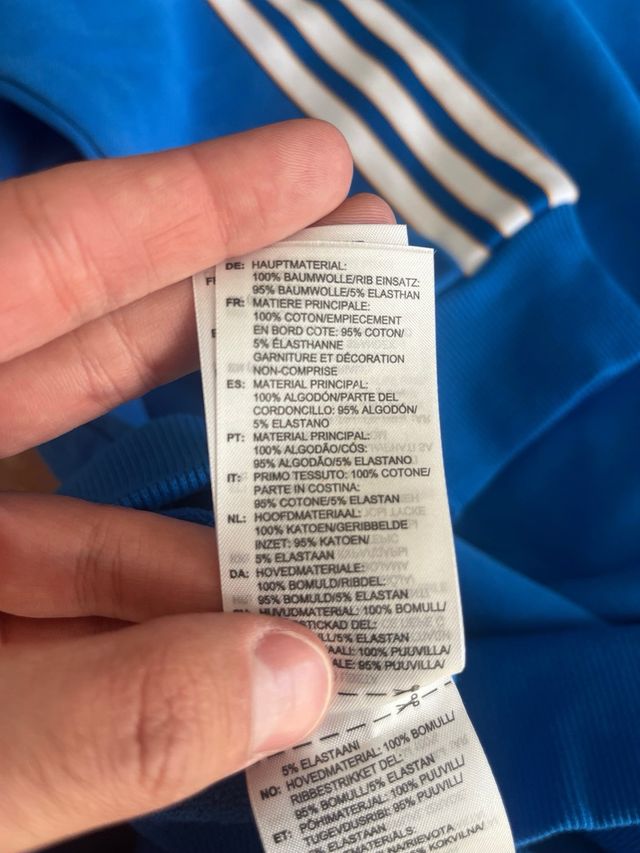 DE: HAUPTMATERIAL:
100% BAUMWOLLE/RIB EINSATZ:
95% BAUMWOLLE/5% ELASTHAN
FR: MATIERE PRINCIPALE:
100% COTON/EMPIECEMENT
EN BORD COTE: 95% COTON/
5% ÉLASTHANNE
GARNITURE ET DÉCORATION
NON-COMPRISE
ES: MATERIAL PRINCIPAL:
100% ALGODÓN/PARTE DEL
CORDONCILLO: 95% ALGODÓN/
5% ELASTANO
PT: MATERIAL PRINCIPAL:
100% ALGODÃO/CÓS:
95% ALGODÃO/5% ELASTANO
IT: PRIMO TESSUTO: 100% COTONE/
PARTE IN COSTINA:
95% COTONE/5% ELASTAN
NL: HOOFDMATERIAAL:
100% KATOEN/GERIBBELDE
INZET: 95% KATOEN/
5% ELASTAAN
DA: HOVEDMATERIALE:
100% BOMULD/RIBDEL:
95% BOMULD/5% ELASTAN
HUVUDMATERIAL: 100% BOMULL/
DEL:
5% ELASTAN
100% PUUVILLA/
95% PUUVILLA/
5% ELASTAANI
NO: HOVEDMATERIAL: 100% BOMULL/
RIBBESTRIKKET DEL:
95% BOMULL/5% ELASTAN
ET: PÕHIMATERJAL: 100% PUUVILL/
TUGEVDUSRIBI: 95% PUUVILL/
ELASTAAN